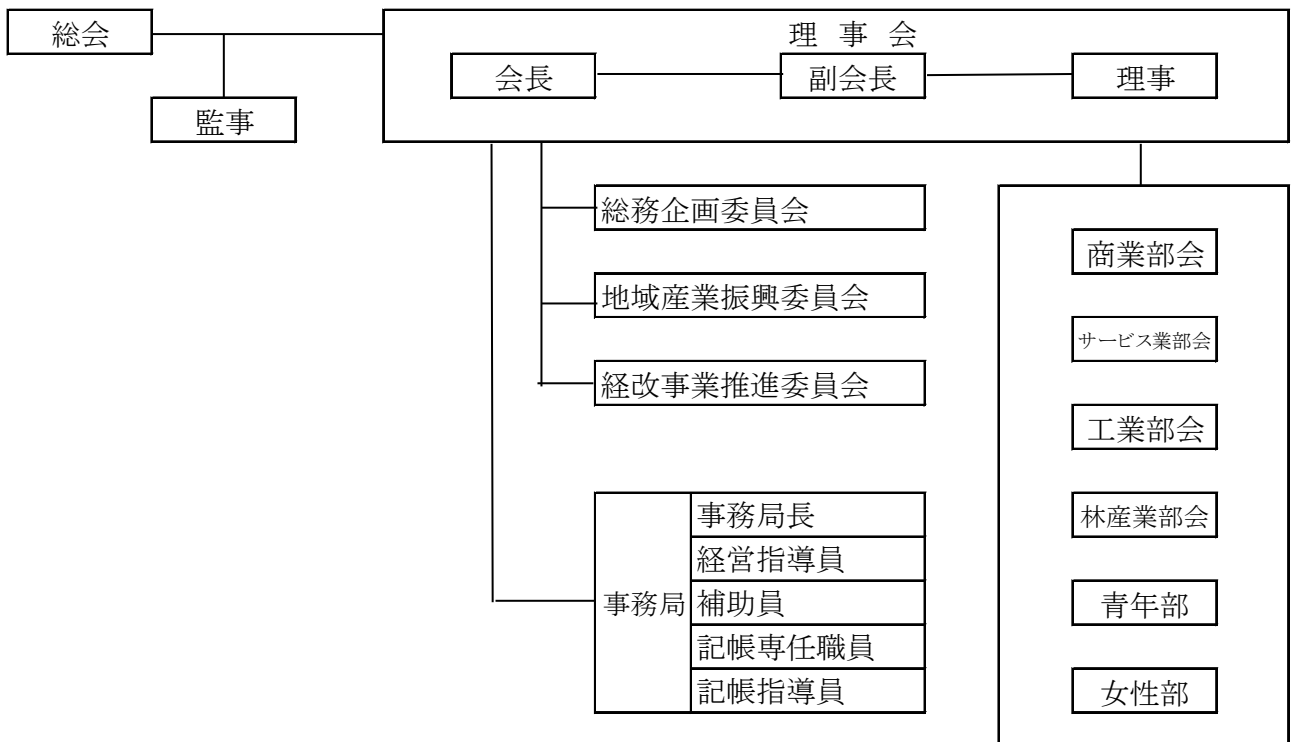 総会
理事会
会長
副会長
理事
監事
総務企画委員会
地域産業振興委員会
経改事業推進委員会
事務局
事務局長
経営指導員
補助員
記帳専任職員
記帳指導員
商業部会
サービス業部会
工業部会
林産業部会
青年部
女性部